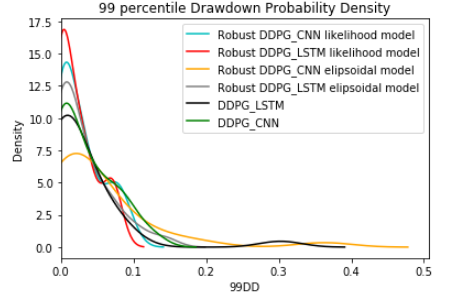 99 percentile Drawdown Probability Density
17.5
15.0
12.5
10.0
7.5
5.0
2.5
0.0
Density
Robust DDPG_CNN likelihood model
Robust DDPG_LSTM likelihood model
Robust DDPG_CNN elipsoidal model
Robust DDPG_LSTM elipsoidal model
DDPG_LSTM
DDPG_CNN
0.0 0.1 0.2 0.3 0.4 0.5
99DD